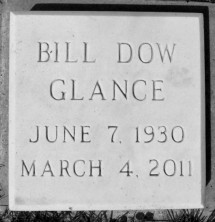 BILL DOW
GLANCE
JUNE 7, 1930
MARCH 4, 2011